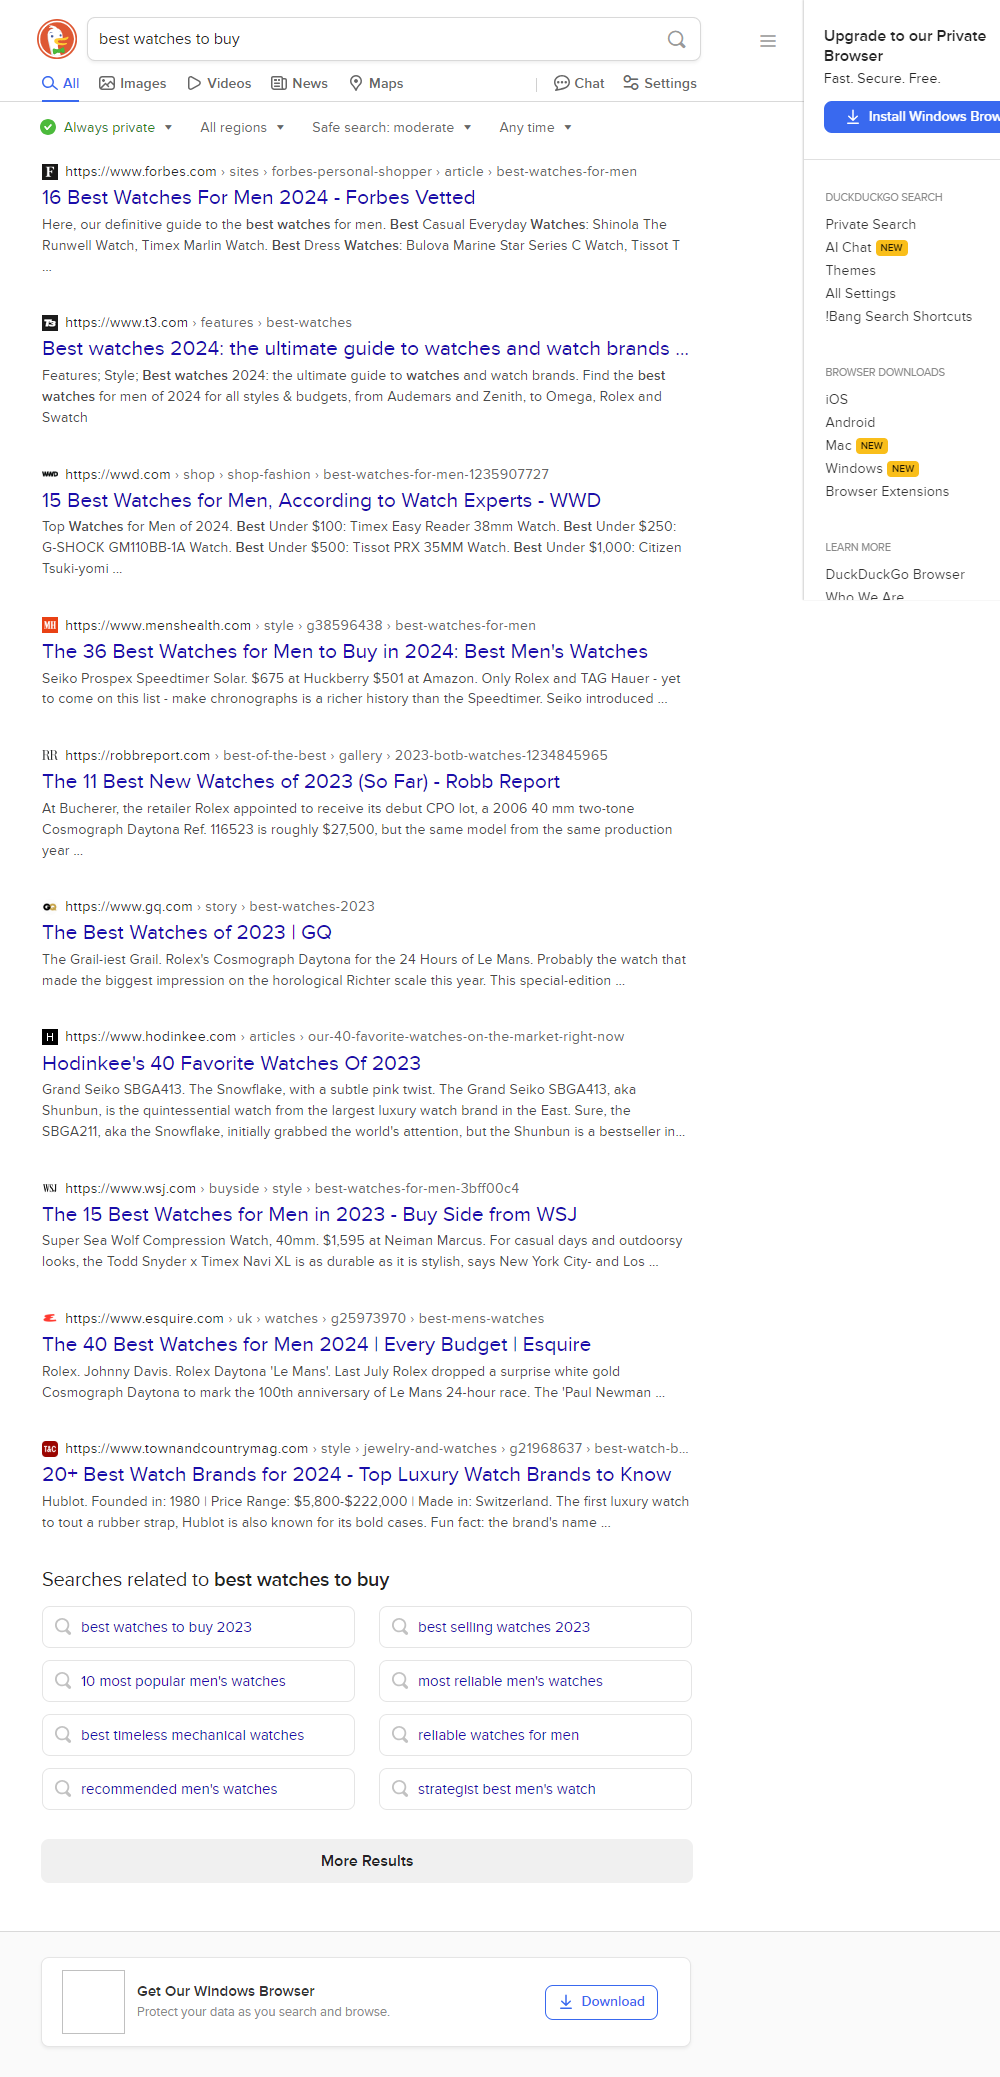 best watches to buy
All
Images
Videos
News
Maps
Chat
Settings
Always private
All regions
Safe search: moderate
Any time
https://www.forbes.com › sites › forbes-personal-shopper › article › best-watches-for-men
16 Best Watches For Men 2024 - Forbes Vetted
Here, our definitive guide to the best watches for men. Best Casual Everyday Watches: Shinola The
Runwell Watch, Timex Marlin Watch. Best Dress Watches: Bulova Marine Star Series C Watch, Tissot T
...
https://www.t3.com › features › best-watches
Best watches 2024: the ultimate guide to watches and watch brands ...
Features; Style; Best watches 2024: the ultimate guide to watches and watch brands. Find the best
watches for men of 2024 for all styles & budgets, from Audemars and Zenith, to Omega, Rolex and
Swatch
https://wwd.com › shop › shop-fashion › best-watches-for-men-1235907727
15 Best Watches for Men, According to Watch Experts - WWD
Top Watches for Men of 2024. Best Under $100: Timex Easy Reader 38mm Watch. Best Under $250:
G-SHOCK GM110BB-1A Watch. Best Under $500: Tissot PRX 35MM Watch. Best Under $1,000: Citizen
Tsuki-yomi ...
https://www.menshealth.com › style › g38596438 › best-watches-for-men
The 36 Best Watches for Men to Buy in 2024: Best Men's Watches
Seiko Prospex Speedtimer Solar. $675 at Huckberry $501 at Amazon. Only Rolex and TAG Hauer - yet
to come on this list - make chronographs is a richer history than the Speedtimer. Seiko introduced ...
https://robbreport.com › best-of-the-best › gallery › 2023-botb-watches-1234845965
The 11 Best New Watches of 2023 (So Far) - Robb Report
At Bucherer, the retailer Rolex appointed to receive its debut CPO lot, a 2006 40 mm two-tone
Cosmograph Daytona Ref. 116523 is roughly $27,500, but the same model from the same production
year ...
https://www.gq.com › story › best-watches-2023
The Best Watches of 2023 | GQ
The Grail-iest Grail. Rolex's Cosmograph Daytona for the 24 Hours of Le Mans. Probably the watch that
made the biggest impression on the horological Richter scale this year. This special-edition ...
https://www.hodinkee.com › articles › our-40-favorite-watches-on-the-market-right-now
Hodinkee's 40 Favorite Watches Of 2023
Grand Seiko SBGA413. The Snowflake, with a subtle pink twist. The Grand Seiko SBGA413, aka
Shunbun, is the quintessential watch from the largest luxury watch brand in the East. Sure, the
SBGA211, aka the Snowflake, initially grabbed the world's attention, but the Shunbun is a bestseller in...
https://www.wsj.com › buyside › style › best-watches-for-men-3bff00c4
The 15 Best Watches for Men in 2023 - Buy Side from WSJ
Super Sea Wolf Compression Watch, 40mm. $1,595 at Neiman Marcus. For casual days and outdoorsy
looks, the Todd Snyder x Timex Navi XL is as durable as it is stylish, says New York City- and Los ...
https://www.esquire.com › uk › watches › g25973970 › best-mens-watches
The 40 Best Watches for Men 2024 | Every Budget | Esquire
Rolex. Johnny Davis. Rolex Daytona 'Le Mans'. Last July Rolex dropped a surprise white gold
Cosmograph Daytona to mark the 100th anniversary of Le Mans 24-hour race. The 'Paul Newman ...
https://www.townandcountrymag.com › style › jewelry-and-watches › g21968637 › best-watch-b...
20+ Best Watch Brands for 2024 - Top Luxury Watch Brands to Know
Hublot. Founded in: 1980 | Price Range: $5,800-$222,000 | Made in: Switzerland. The first luxury watch
to tout a rubber strap, Hublot is also known for its bold cases. Fun fact: the brand's name ...
Searches related to best watches to buy
best watches to buy 2023
best selling watches 2023
10 most popular men's watches
most reliable men's watches
best timeless mechanical watches
reliable watches for men
recommended men's watches
strategist best men's watch
More Results
Get Our Windows Browser
Protect your data as you search and browse.
Download
Upgrade to our Private
Browser
Fast. Secure. Free.
Install Windows Brow
DUCKDUCKGO SEARCH
Private Search
AI Chat NEW
Themes
All Settings
!Bang Search Shortcuts
BROWSER DOWNLOADS
iOS
Android
Mac NEW
Windows NEW
Browser Extensions
LEARN MORE
DuckDuckGo Browser
Who We Are